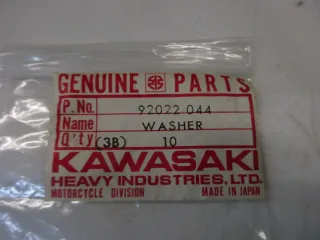 GENUINE PARTS
P.No. 92022 044
Name WASHER
Q'ty (3B) 10
KAWASAKI
HEAVY INDUSTRIES, LTD.
MOTORCYCLE DIVISION MADE IN JAPAN